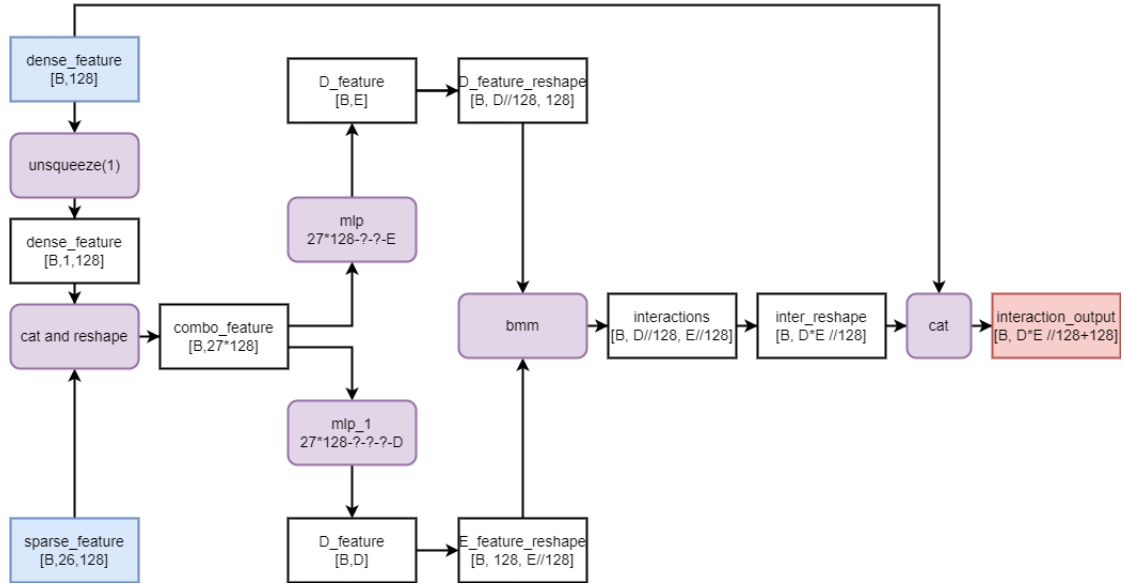 dense_feature
[B,128]
unsqueeze(1)
dense_feature
[B,1,128]
cat and reshape
sparse_feature
[B,26,128]
combo_feature
[B,27*128]
D_feature
[B,E]
mlp
27*128-?-?-E
mlp_1
27*128-?-?-?-D
D_feature
[B,D]
D_feature_reshape
[B, D//128, 128]
bmm
E_feature_reshape
[B, 128, E//128]
interactions
[B, D//128, E//128]
inter_reshape
[B, D*E //128]
cat
interaction_output
[B, D*E //128+128]